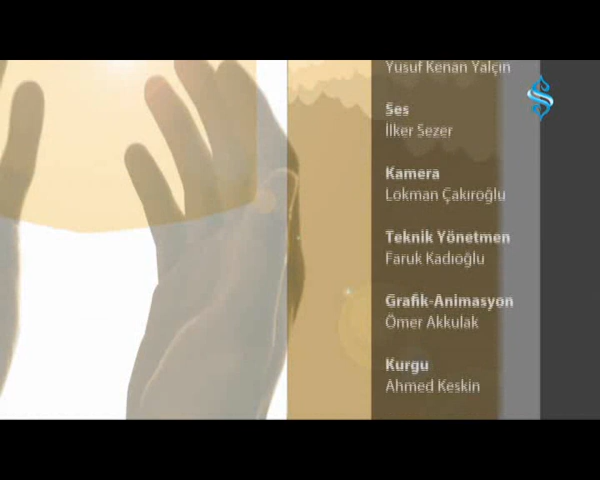 Yusuf Kenan Yalçın
Ses
İlker Sezer
Kamera
Lokman Çakıroğlu
Teknik Yönetmen
Faruk Kadıoğlu
Grafik-Animasyon
Ömer Akkulak
Kurgu
Ahmed Keskin